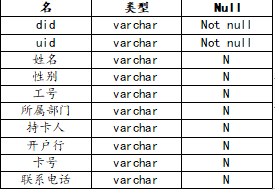 名 类型 Null
did varchar Not null
uid varchar Not null
姓名 varchar N
性别 varchar N
工号 varchar N
所属部门 varchar N
持卡人 varchar N
开户行 varchar N
卡号 varchar N
联系电话 varchar N